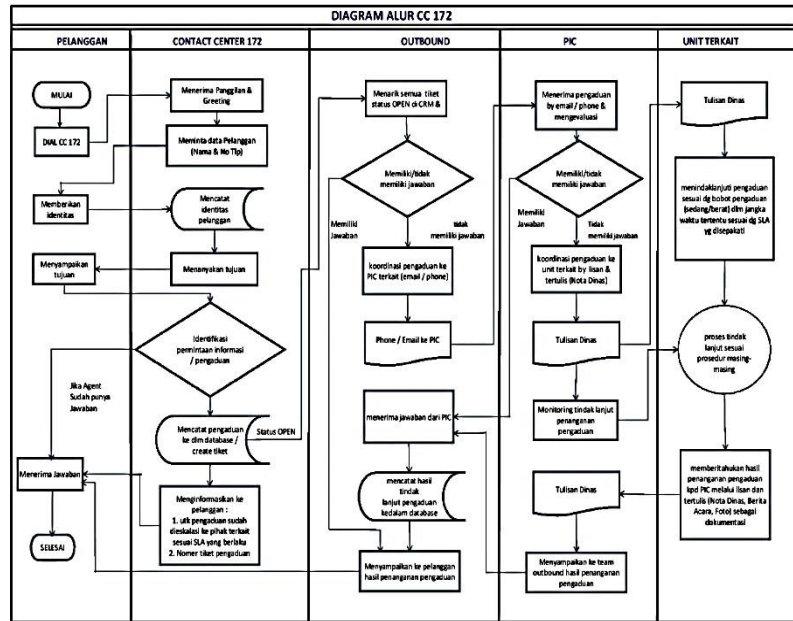 DIAGRAM ALUR CC 172
PELANGGAN
CONTACT CENTER 172
OUTBOUND
PIC
UNIT TERKAIT
MULAI
DIAL CC 172
Memberikan
identitas
Menyampaikan
tujuan
Jika Agent
Sudah punya
Jawaban
Menerima Jawaban
SELESAI
Menerima Panggilan &
Greeting
Meminta data Pelanggan
(Nama & No Tlp)
Mencatat
identitas
pelanggan
Menanyakan tujuan
Identifikasi
permintaan informasi
/ pengaduan
Mencatat pengaduan
ke dlm database /
create tiket
Status OPEN
Menginformasikan ke
pelanggan :
1. utk pengaduan sudah
dieskalasi ke pihak terkait
sesuai SLA yang berlaku
2. Nomer tiket pengaduan
Menarik semua tiket
status OPEN di CRM &
Memiliki/tidak
memiliki jawaban
Memiliki
Jawaban
tidak
memiliki jawaban
koordinasi pengaduan ke
PIC terkait (email / phone)
Phone / Email ke PIC
menerima jawaban dari PIC
mencatat hasil
tindak
lanjut pengaduan
kedalam database
Menyampaikan ke pelanggan
hasil penanganan pengaduan
Menerima pengaduan
by email / phone &
mengevaluasi
Memiliki/tidak
memiliki jawaban
Memiliki
Jawaban
Tidak
memiliki jawaban
koordinasi pengaduan ke
unit terkait by lisan &
tertulis (Nota Dinas)
Tulisan Dinas
Monitoring tindak lanjut
penanganan
pengaduan
Tulisan Dinas
Menyampaikan ke team
outbound hasil penanganan
pengaduan
Tulisan Dinas
menindaklanjuti pengaduan
sesuai dg bobot pengaduan
(sedang/berat) dlm jangka
waktu tertentu sesuai dg SLA
yg disepakati
proses tindak
lanjut sesuai
prosedur masing-
masing
memberitahukan hasil
penanganan pengaduan
kpd PIC melalui lisan dan
tertulis (Nota Dinas, Berita
Acara, Foto) sebagai
dokumentasi